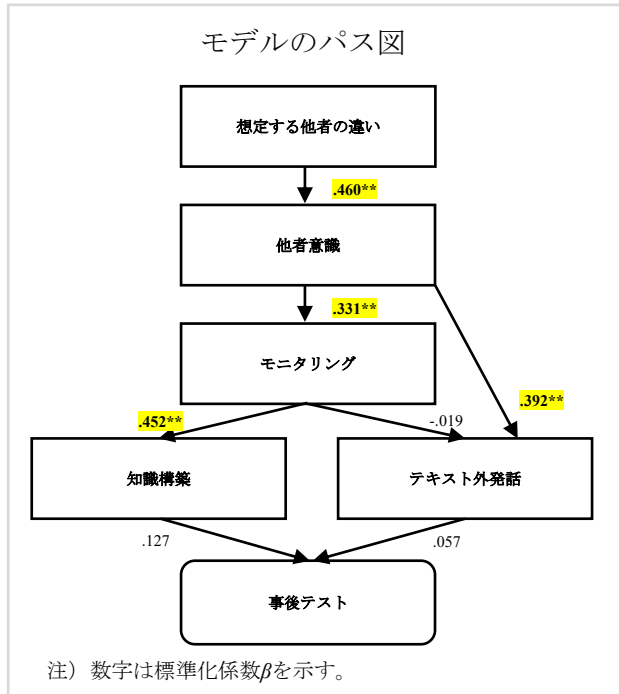 モデルのパス図
想定する他者の違い
.460**
他者意識
.331**
モニタリング
.452**
-.019
.392**
知識構築
テキスト外発話
.127
.057
事後テスト
注）数字は標準化係数βを示す。